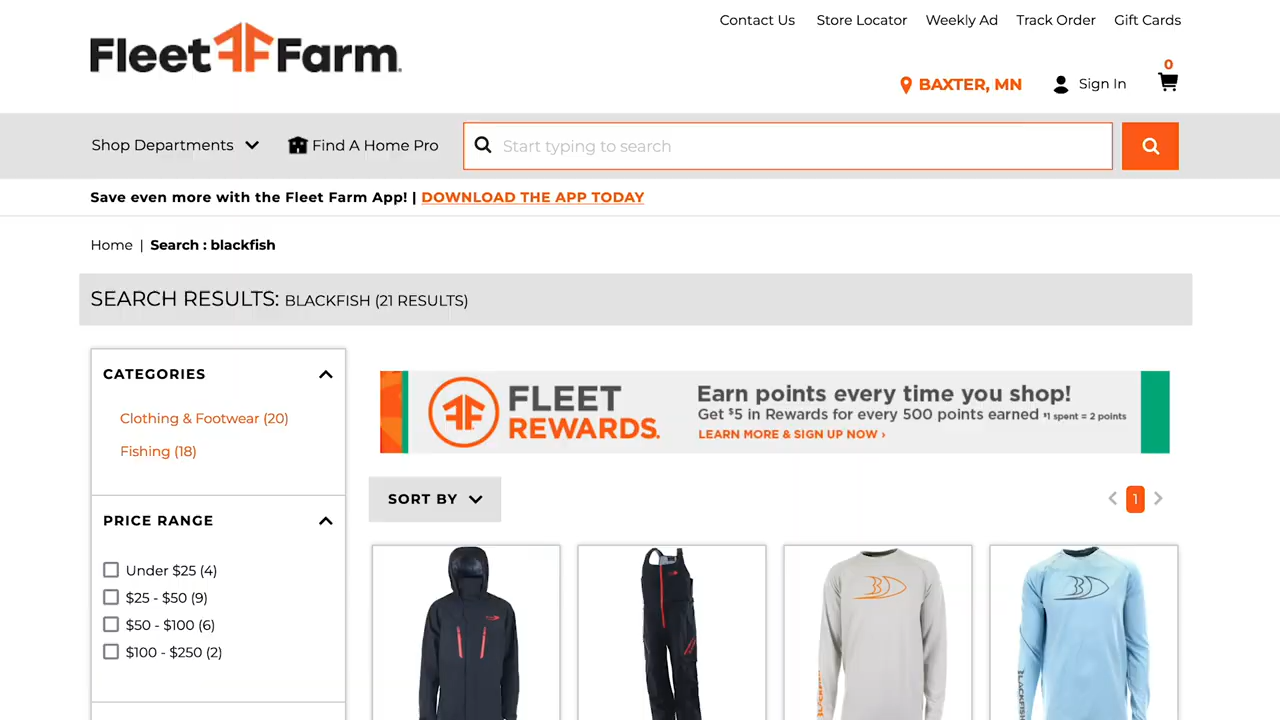 Contact Us Store Locator Weekly Ad Track Order Gift Cards
Fleet Farm
BAXTER, MN Sign In 0
Shop Departments Find A Home Pro Start typing to search
Save even more with the Fleet Farm App! | DOWNLOAD THE APP TODAY
Home | Search : blackfish
SEARCH RESULTS: BLACKFISH (21 RESULTS)
CATEGORIES
Clothing & Footwear (20)
Fishing (18)
PRICE RANGE
Under $25 (4)
$25 - $50 (9)
$50 - $100 (6)
$100 - $250 (2)
FLEET
REWARDS.
Earn points every time you shop!
Get $5 in Rewards for every 500 points earned $1 spent = 2 points
LEARN MORE & SIGN UP NOW ›
SORT BY
1
BLACKFISH